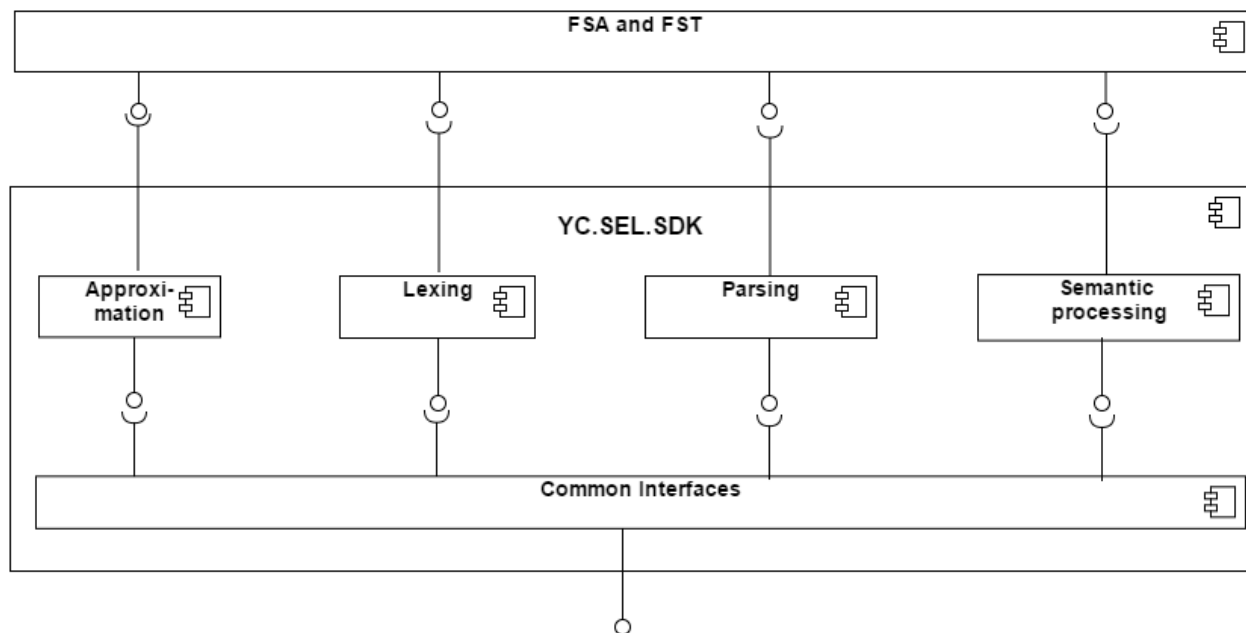 FSA and FST
YC.SEL.SDK
Approxi-
mation
Lexing
Parsing
Semantic
processing
Common Interfaces